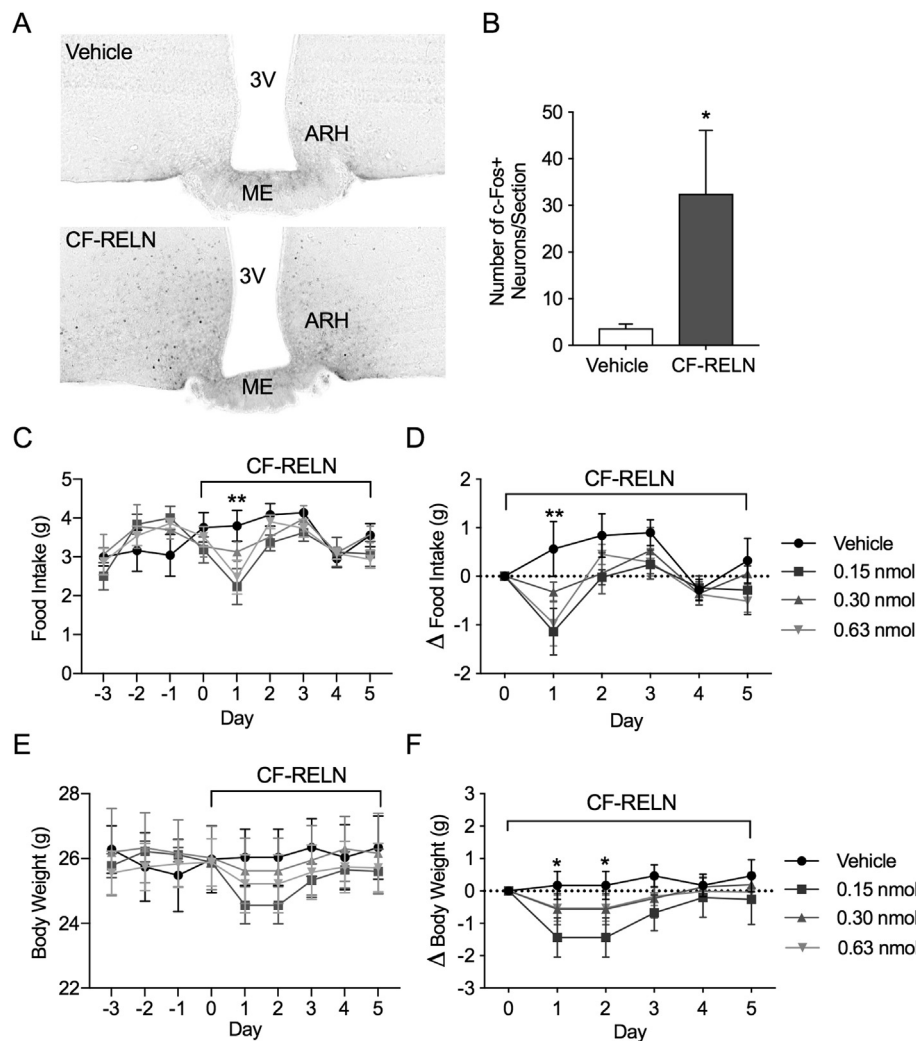 A
Vehicle
3V
ARH
ME
CF-RELN
3V
ARH
ME
B
Number of c-Fos+
Neurons/Section
50
40
30
20
10
0
*
Vehicle
CF-RELN
C
CF-RELN
Food Intake (g)
5
4
3
2
1
0
**
-3 -2 -1 0 1 2 3 4 5
Day
D
CF-RELN
Δ Food Intake (g)
2
1
0
-1
-2
**
0 1 2 3 4 5
Day
Vehicle
0.15 nmol
0.30 nmol
0.63 nmol
E
CF-RELN
Body Weight (g)
28
26
24
22
-3 -2 -1 0 1 2 3 4 5
Day
F
CF-RELN
Δ Body Weight (g)
3
2
1
0
-1
-2
-3
* *
0 1 2 3 4 5
Day
Vehicle
0.15 nmol
0.30 nmol
0.63 nmol